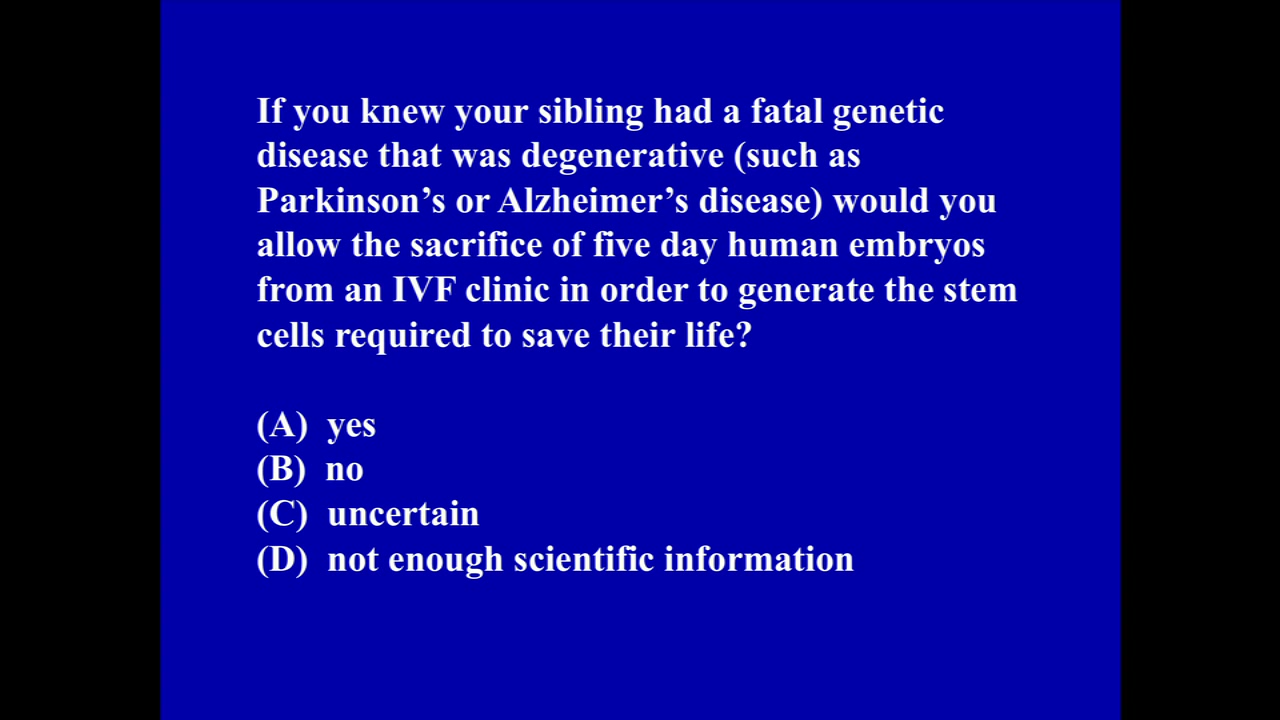 If you knew your sibling had a fatal genetic
disease that was degenerative (such as
Parkinson’s or Alzheimer’s disease) would you
allow the sacrifice of five day human embryos
from an IVF clinic in order to generate the stem
cells required to save their life?
(A) yes
(B) no
(C) uncertain
(D) not enough scientific information